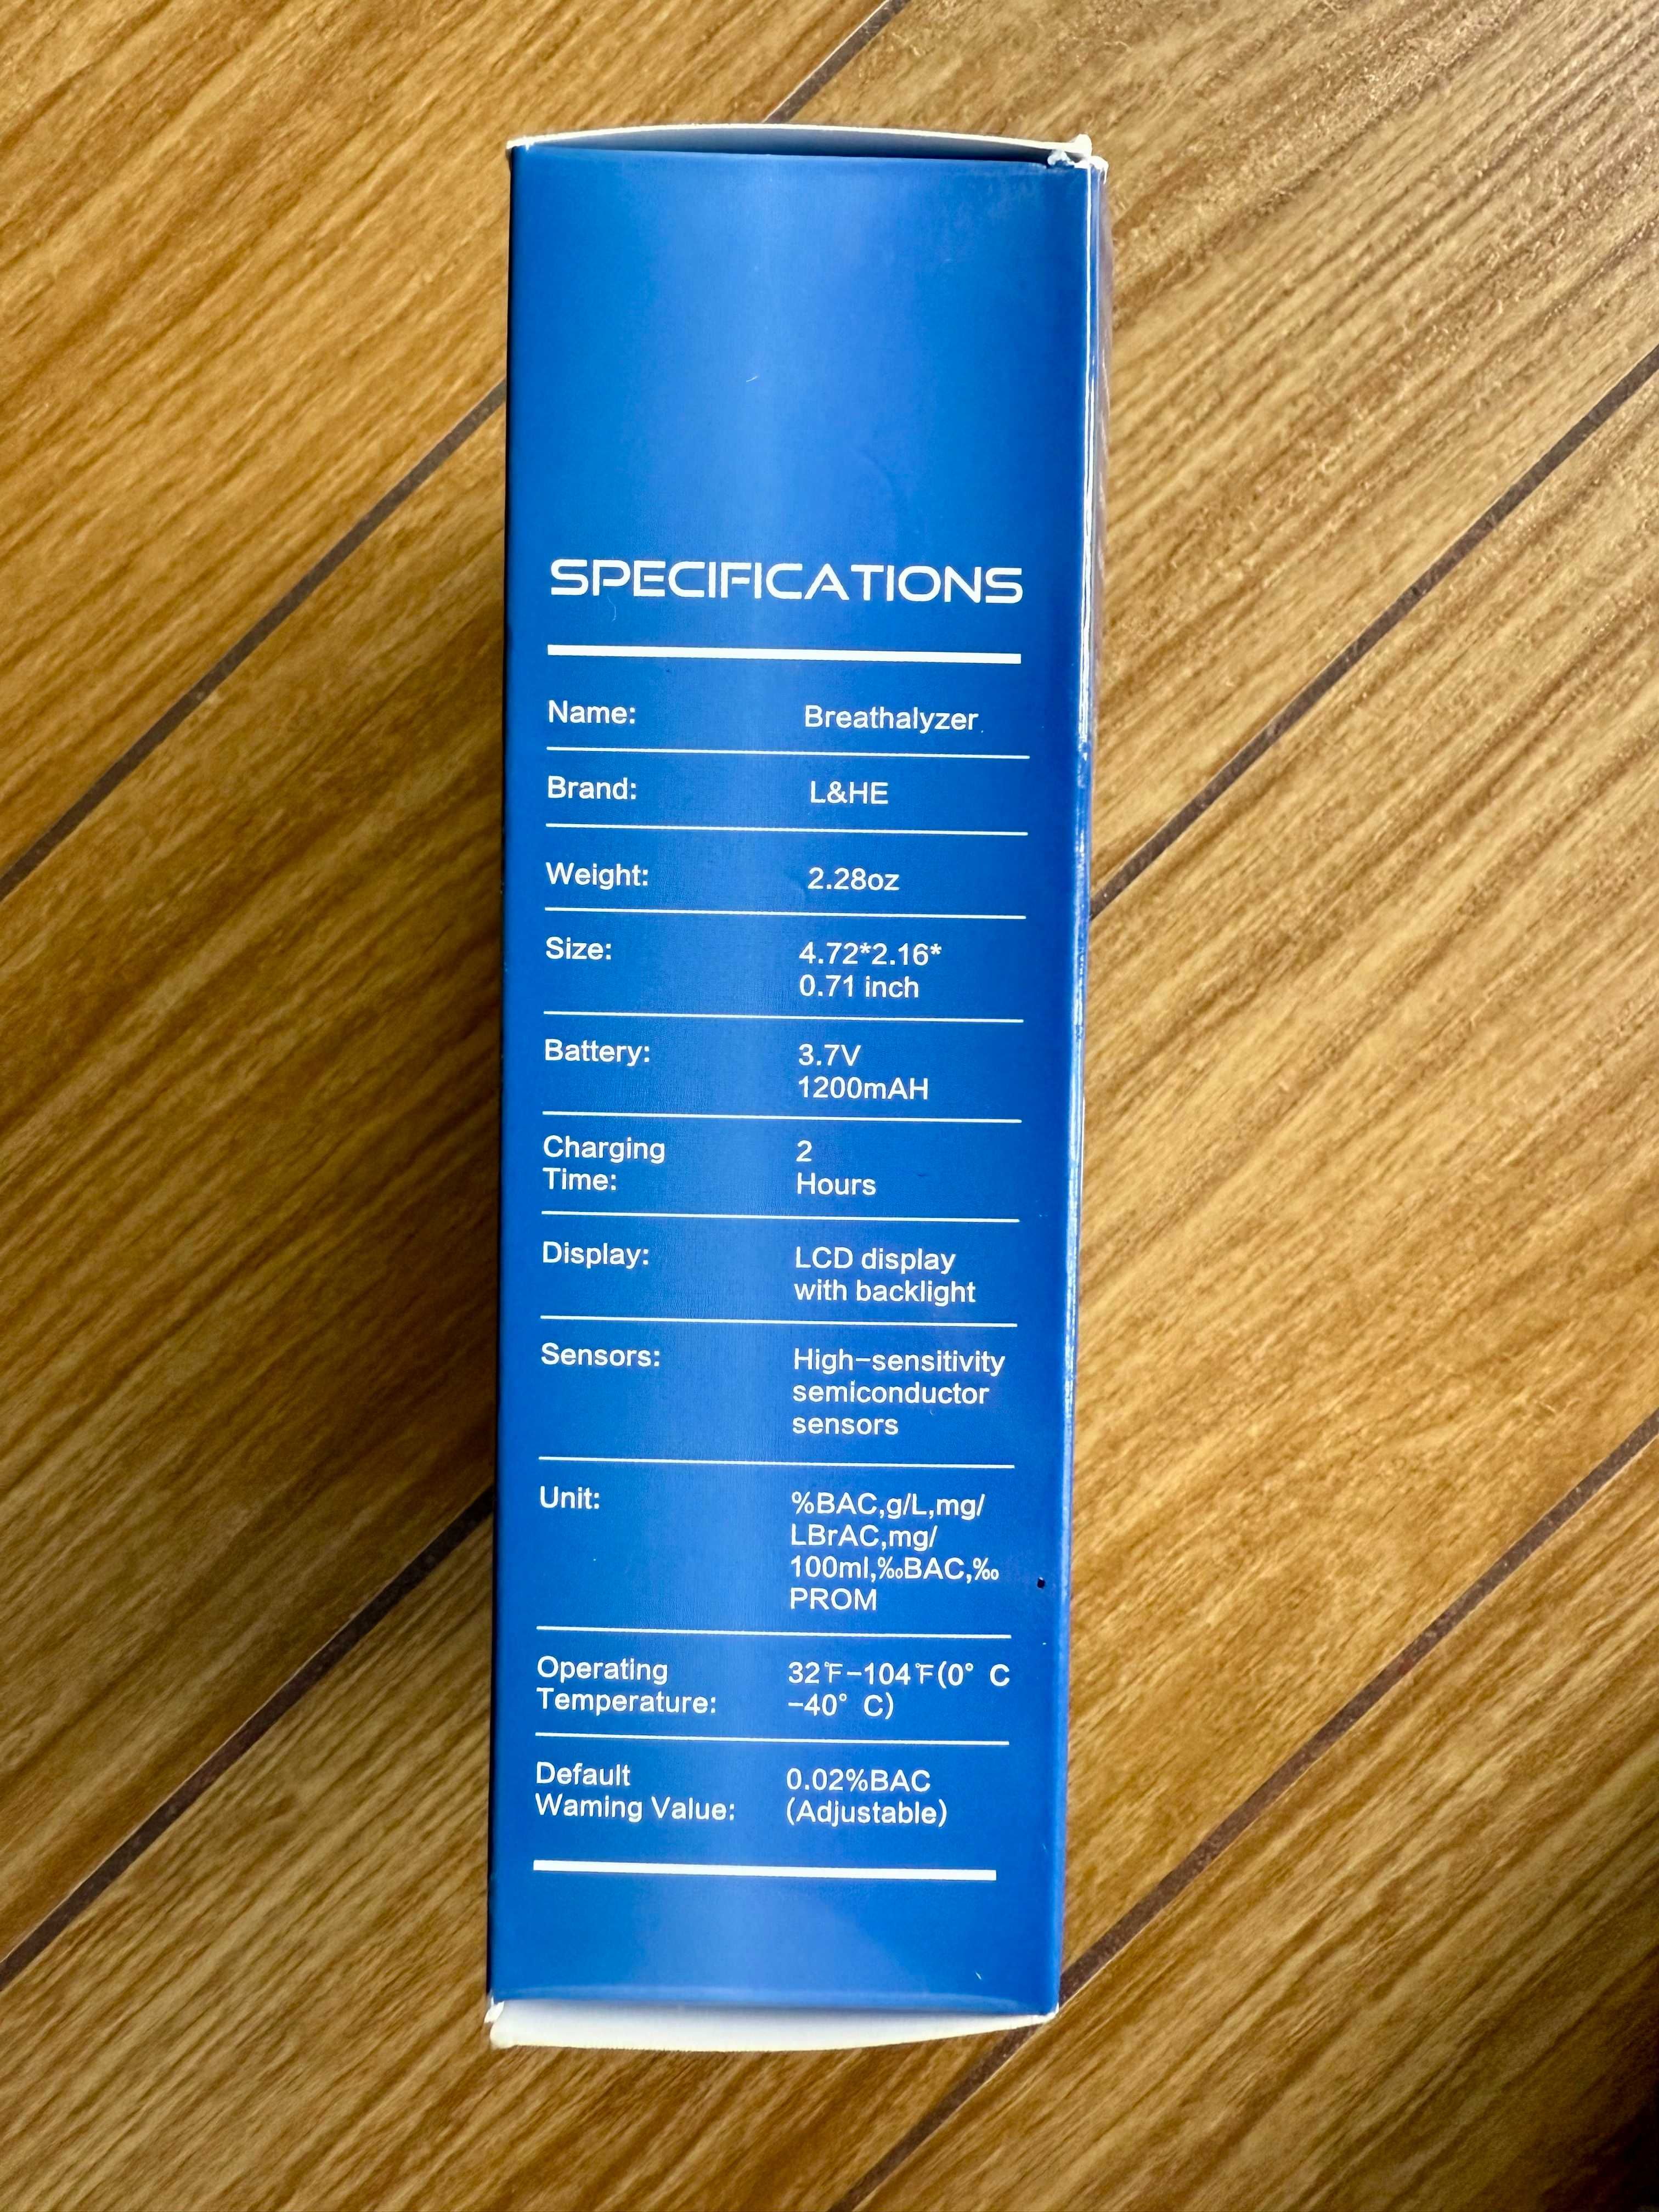 SPECIFICATIONS
Name: Breathalyzer
Brand: L&HE
Weight: 2.28oz
Size: 4.72*2.16*
0.71 inch
Battery: 3.7V
1200mAH
Charging 2
Time: Hours
Display: LCD display
with backlight
Sensors: High-sensitivity
semiconductor
sensors
Unit: %BAC,g/L,mg/
LBrAC,mg/
100ml,‰BAC,‰
PROM
Operating 32℉-104℉(0° C
Temperature: -40° C)
Default 0.02%BAC
Waming Value: (Adjustable)